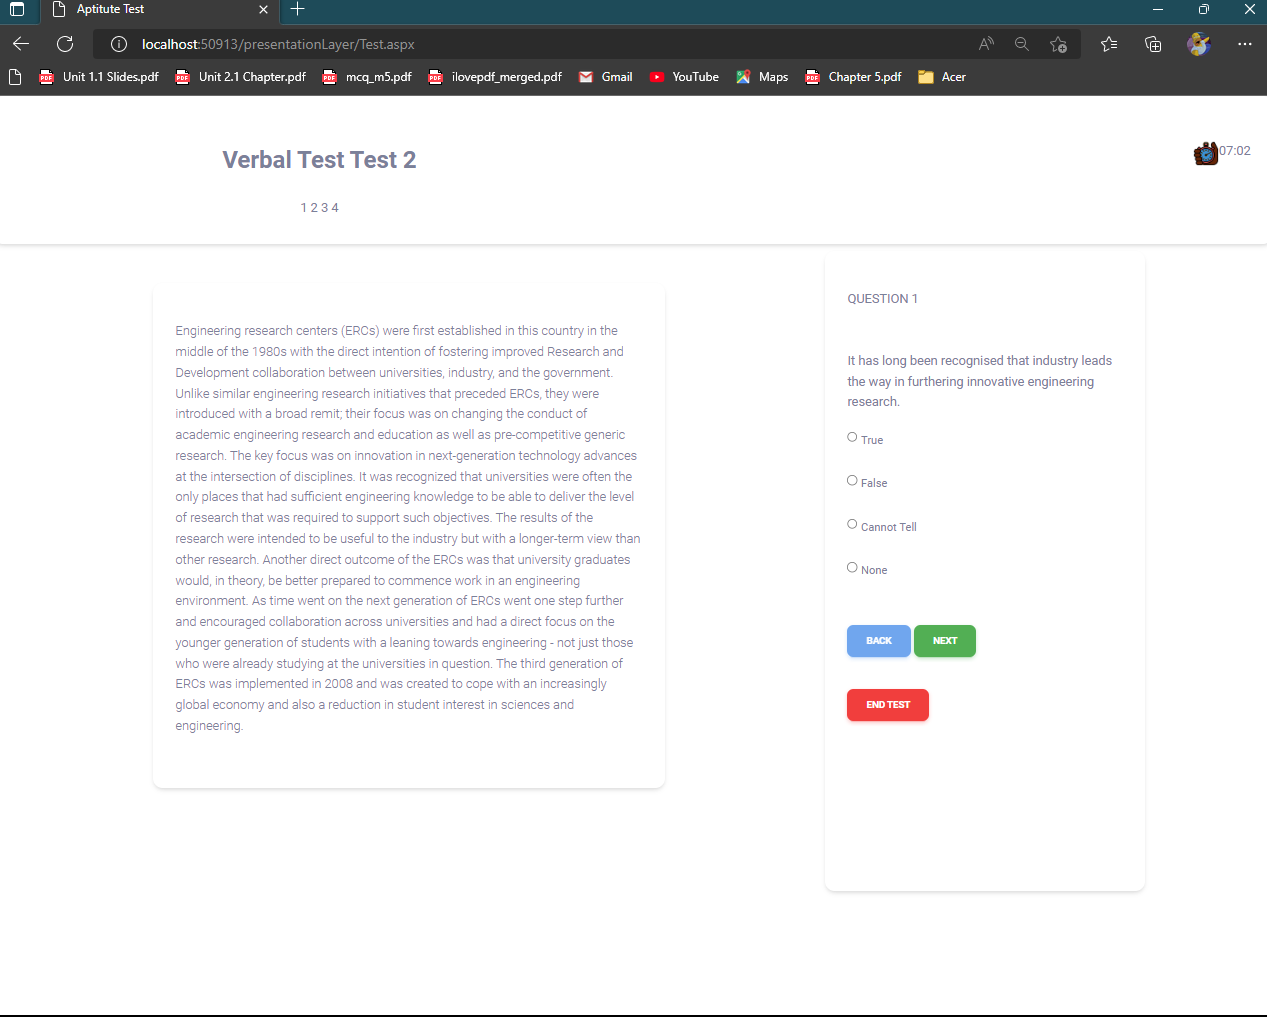 Aptitute Test
localhost:50913/presentationLayer/Test.aspx
Unit 1.1 Slides.pdf
Unit 2.1 Chapter.pdf
mcq_m5.pdf
ilovepdf_merged.pdf
Gmail
YouTube
Maps
Chapter 5.pdf
Acer
Verbal Test Test 2
07:02
1 2 3 4
Engineering research centers (ERCs) were first established in this country in the
middle of the 1980s with the direct intention of fostering improved Research and
Development collaboration between universities, industry, and the government.
Unlike similar engineering research initiatives that preceded ERCs, they were
introduced with a broad remit; their focus was on changing the conduct of
academic engineering research and education as well as pre-competitive generic
research. The key focus was on innovation in next-generation technology advances
at the intersection of disciplines. It was recognized that universities were often the
only places that had sufficient engineering knowledge to be able to deliver the level
of research that was required to support such objectives. The results of the
research were intended to be useful to the industry but with a longer-term view than
other research. Another direct outcome of the ERCs was that university graduates
would, in theory, be better prepared to commence work in an engineering
environment. As time went on the next generation of ERCs went one step further
and encouraged collaboration across universities and had a direct focus on the
younger generation of students with a leaning towards engineering - not just those
who were already studying at the universities in question. The third generation of
ERCs was implemented in 2008 and was created to cope with an increasingly
global economy and also a reduction in student interest in sciences and
engineering.
QUESTION 1
It has long been recognised that industry leads
the way in furthering innovative engineering
research.
True
False
Cannot Tell
None
BACK
NEXT
END TEST